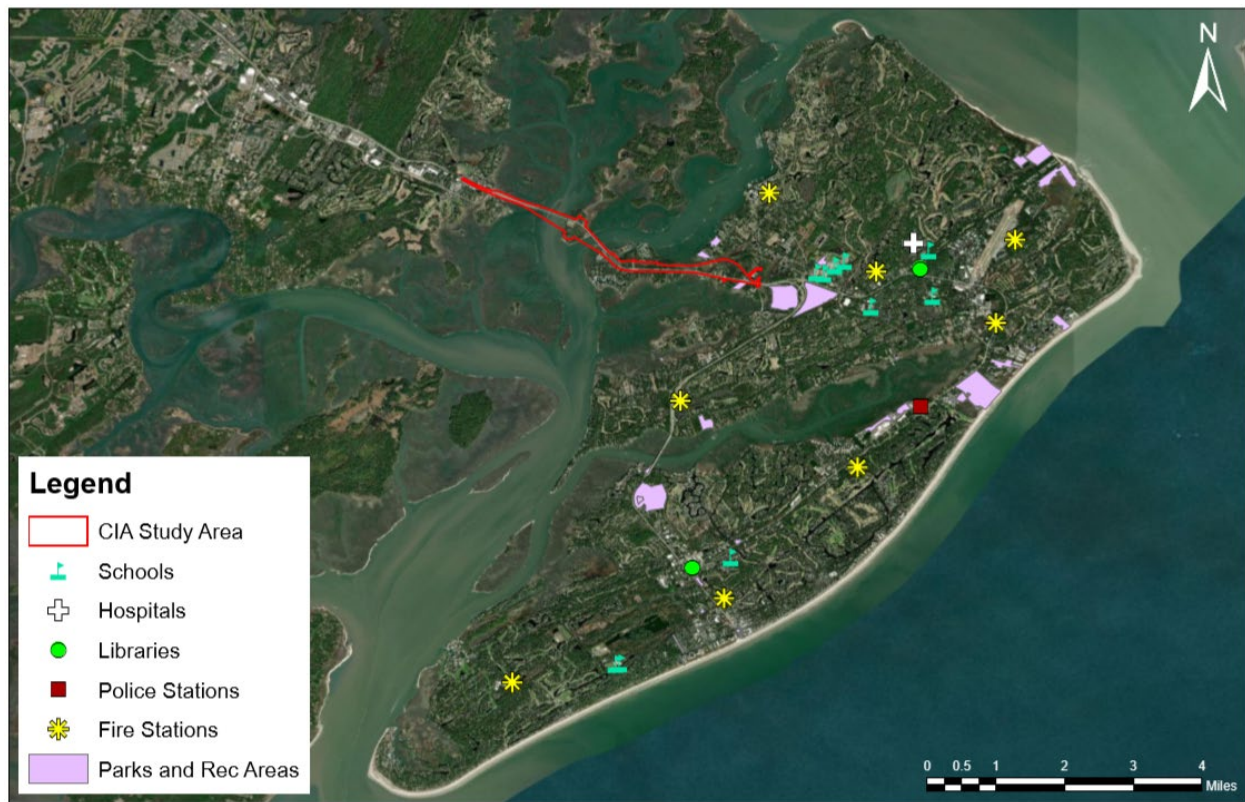 N
Legend
CIA Study Area
Schools
Hospitals
Libraries
Police Stations
Fire Stations
Parks and Rec Areas
0 0.5 1 2 3 4
Miles